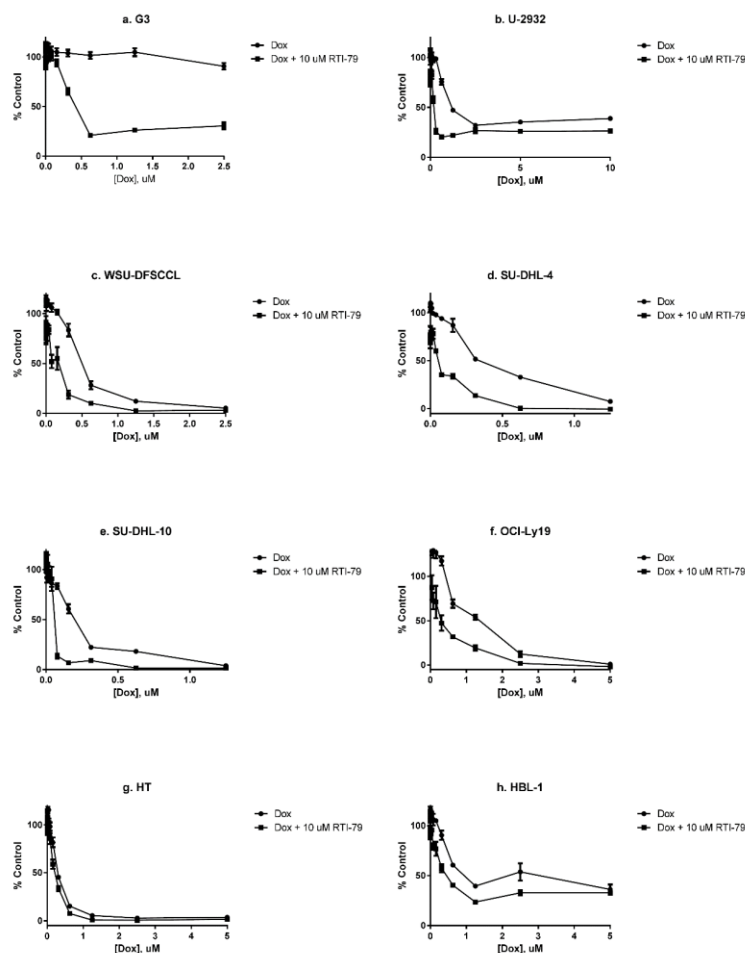 a. G3
Dox
Dox + 10 uM RTI-79
% Control
100
50
0
0.0 0.5 1.0 1.5 2.0 2.5
[Dox], uM
b. U-2932
Dox
Dox + 10 uM RTI-79
% Control
100
50
0
0 5 10
[Dox], uM
c. WSU-DFSCCL
Dox
Dox + 10 uM RTI-79
% Control
100
50
0
0.0 0.5 1.0 1.5 2.0 2.5
[Dox], uM
d. SU-DHL-4
Dox
Dox + 10 uM RTI-79
% Control
100
50
0
0.0 0.5 1.0
[Dox], uM
e. SU-DHL-10
Dox
Dox + 10 uM RTI-79
% Control
100
50
0
0.0 0.5 1.0
[Dox], uM
f. OCI-Ly19
Dox
Dox + 10 uM RTI-79
% Control
100
50
0
0 1 2 3 4 5
[Dox], uM
g. HT
Dox
Dox + 10 uM RTI-79
% Control
100
50
0
0 1 2 3 4 5
[Dox], uM
h. HBL-1
Dox
Dox + 10 uM RTI-79
% Control
100
50
0
0 1 2 3 4 5
[Dox], uM